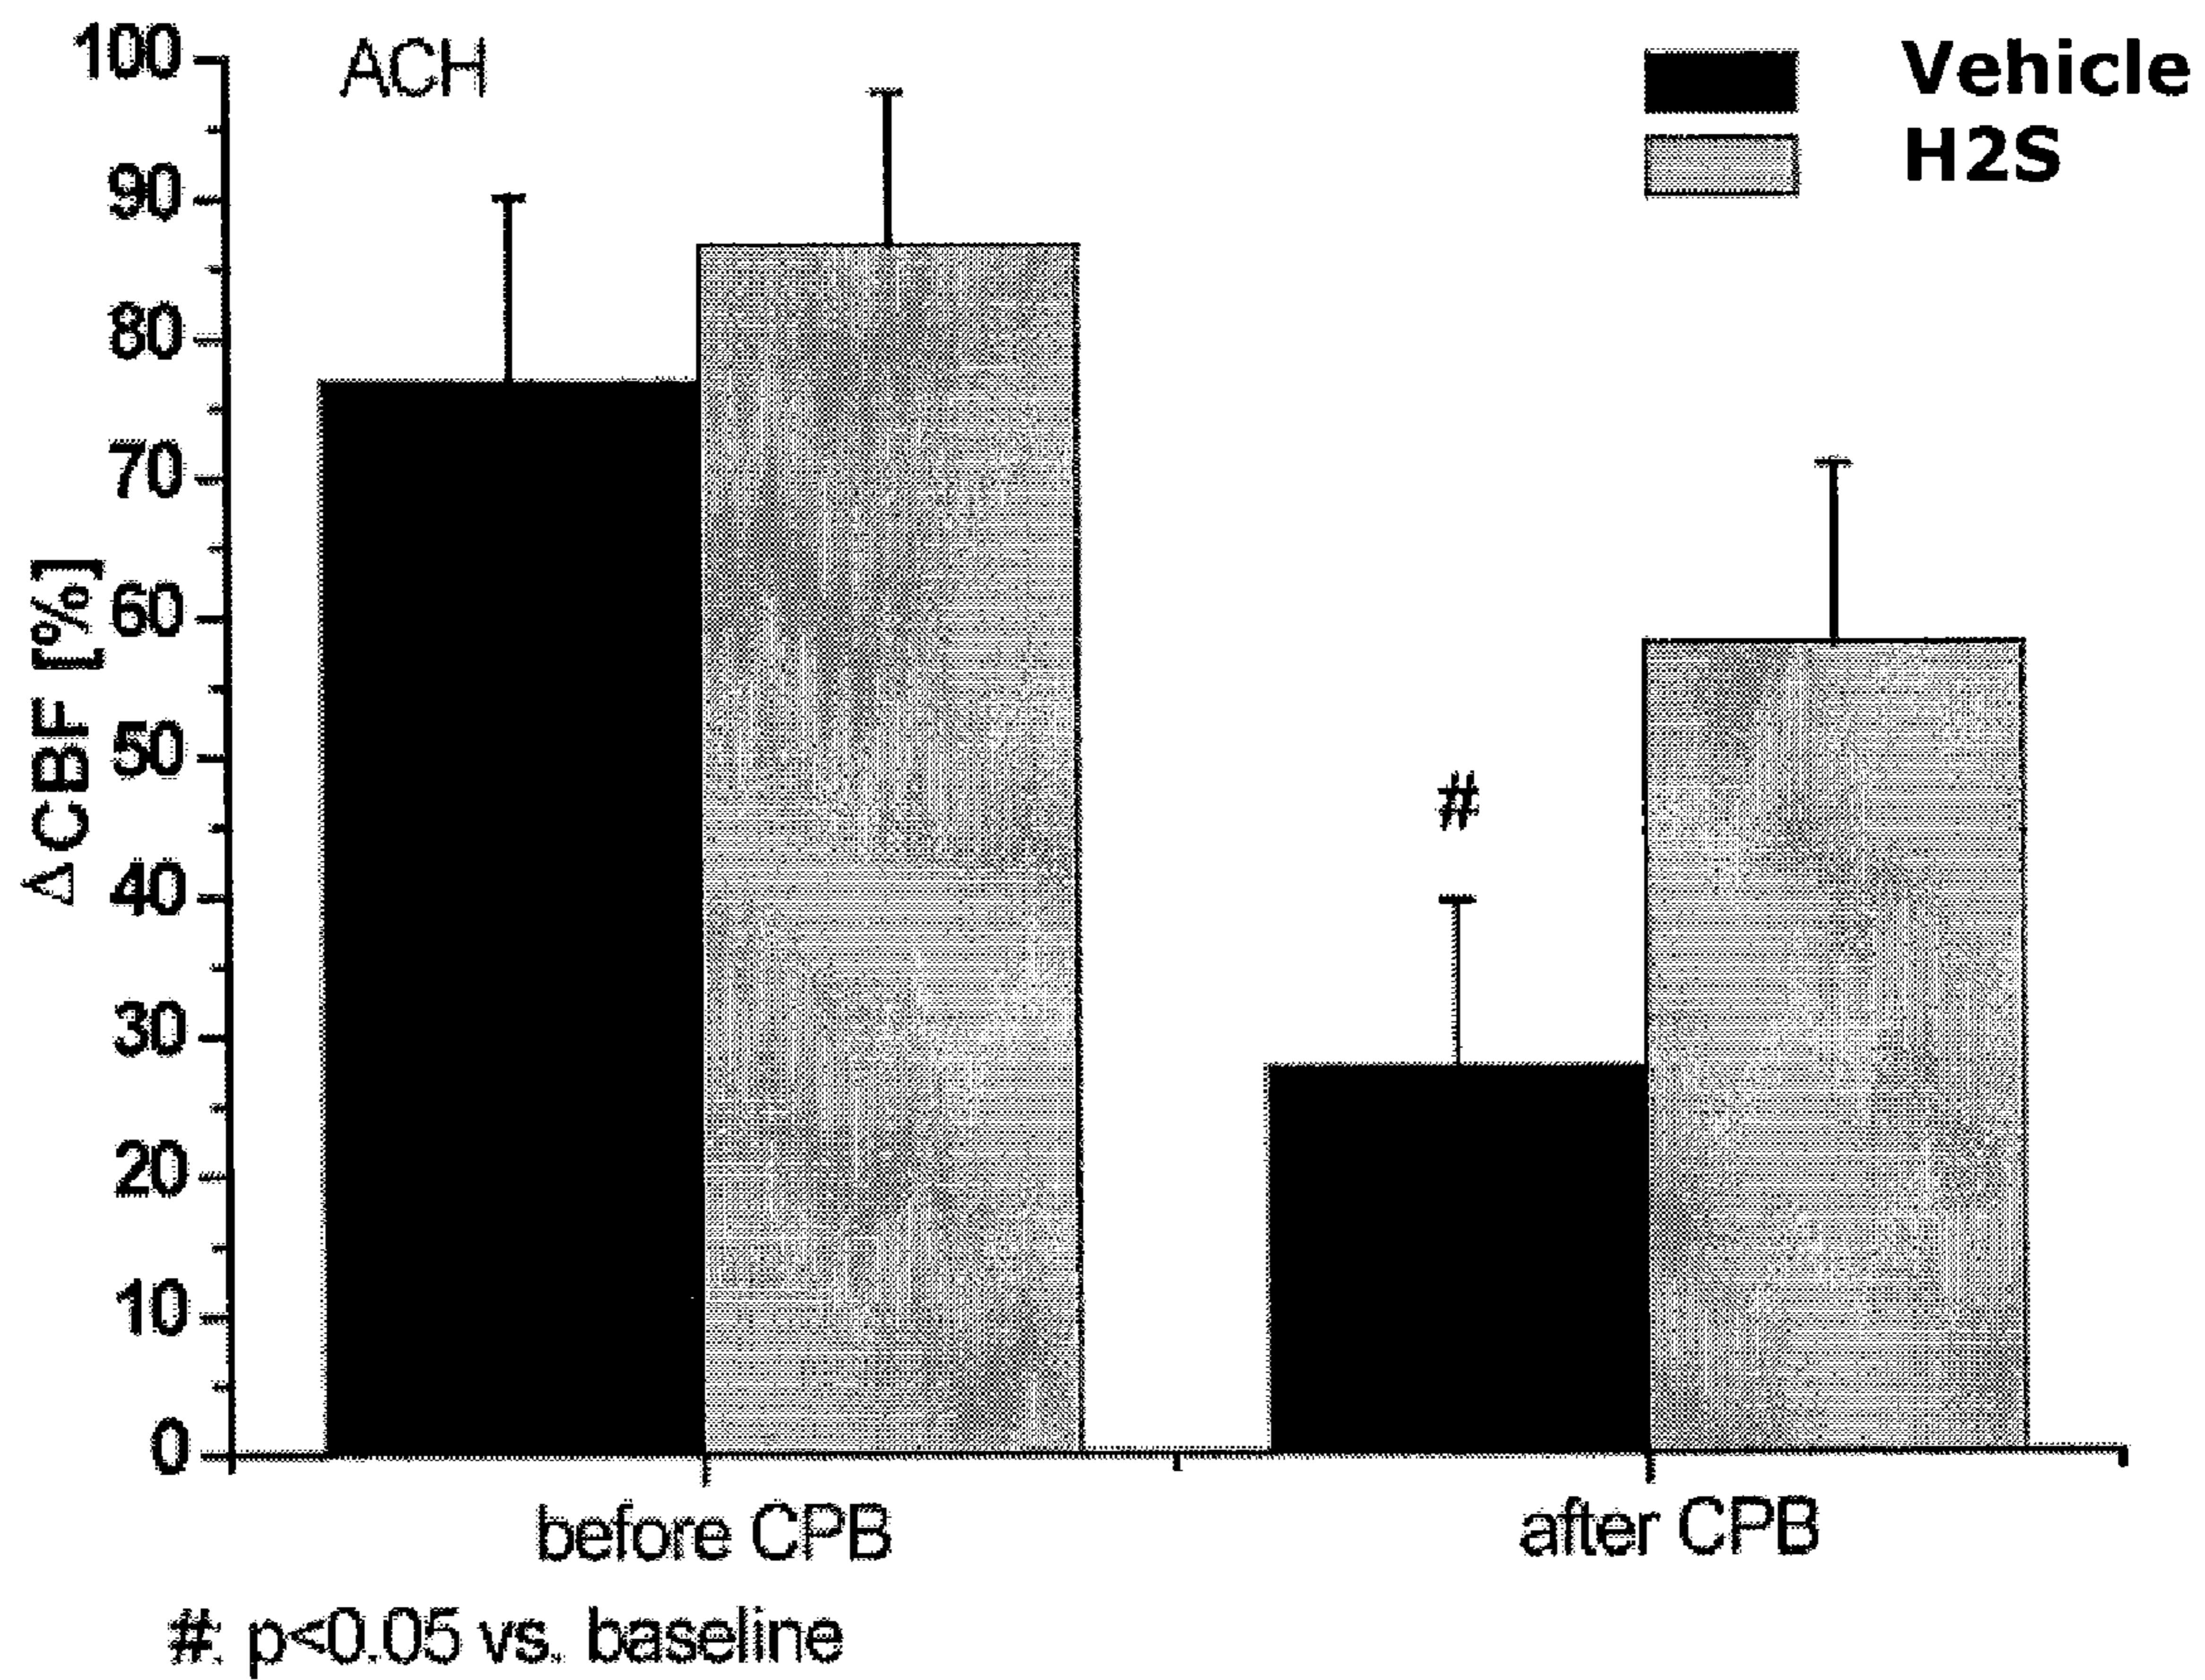 ACH
Vehicle
H2S
100
90
80
70
60
50
40
30
20
10
0
ΔCBF [%]
#
before CPB
after CPB
#: p<0.05 vs. baseline